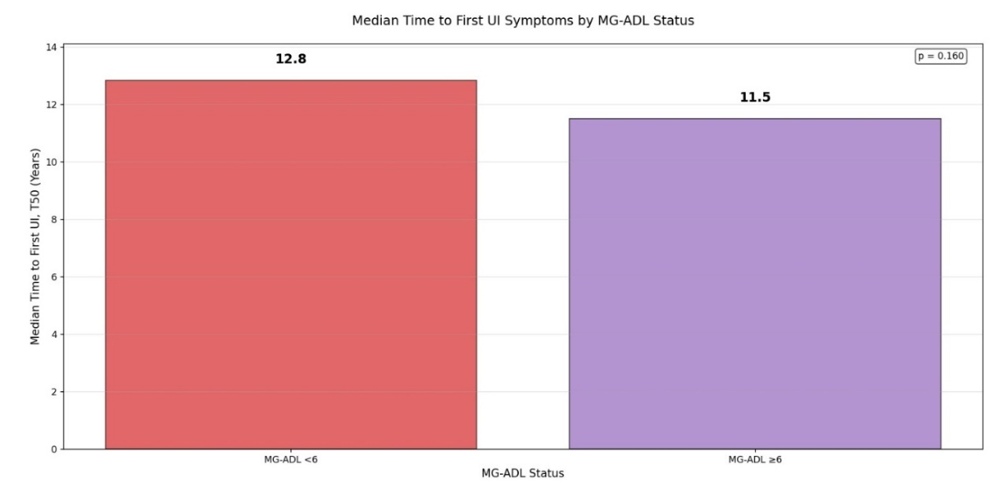 Median Time to First UI Symptoms by MG-ADL Status
p = 0.160
12.8
11.5
Median Time to First UI, T50 (Years)
14
12
10
8
6
4
2
0
MG-ADL <6
MG-ADL ≥6
MG-ADL Status